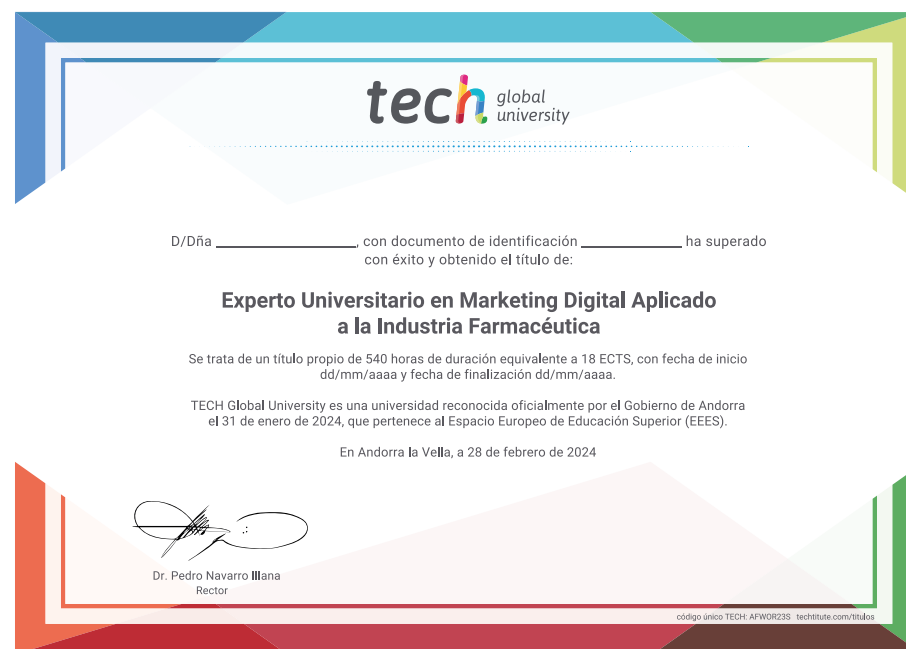 tech global
university
D/Dña ______________, con documento de identificación __________ ha superado
con éxito y obtenido el título de:
Experto Universitario en Marketing Digital Aplicado
a la Industria Farmacéutica
Se trata de un título propio de 540 horas de duración equivalente a 18 ECTS, con fecha de inicio
dd/mm/aaaa y fecha de finalización dd/mm/aaaa.
TECH Global University es una universidad reconocida oficialmente por el Gobierno de Andorra
el 31 de enero de 2024, que pertenece al Espacio Europeo de Educación Superior (EEES).
En Andorra la Vella, a 28 de febrero de 2024
Dr. Pedro Navarro Illana
Rector
código único TECH: AFWOR23S techtitute.com/titulos